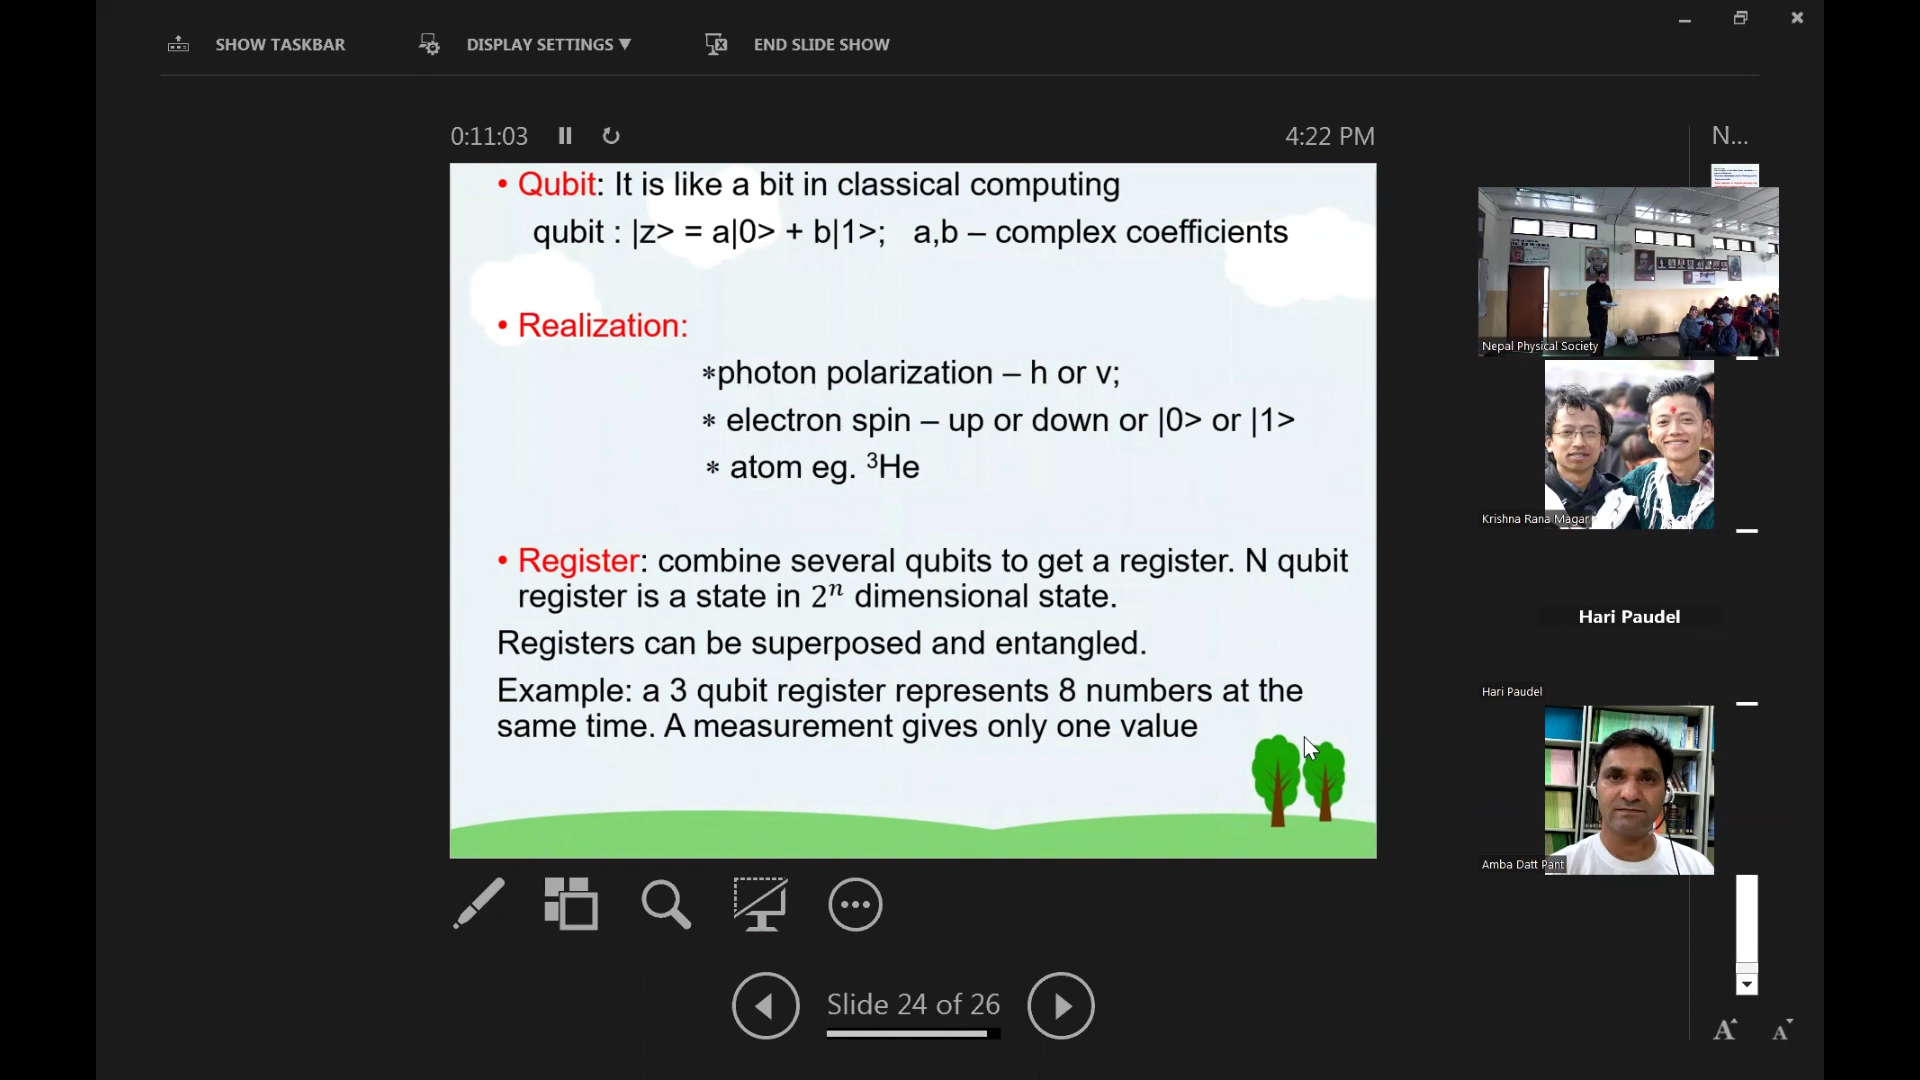 SHOW TASKBAR
DISPLAY SETTINGS ▼
END SLIDE SHOW
0:11:03
4:22 PM
N...
• Qubit: It is like a bit in classical computing
qubit : |z> = a|0> + b|1>; a,b – complex coefficients
• Realization:
*photon polarization – h or v;
* electron spin – up or down or |0> or |1>
* atom eg. ³He
• Register: combine several qubits to get a register. N qubit
register is a state in 2ⁿ dimensional state.
Registers can be superposed and entangled.
Example: a 3 qubit register represents 8 numbers at the
same time. A measurement gives only one value
Nepal Physical Society
Krishna Rana Magar
Hari Paudel
Hari Paudel
Amba Datt Pant
Slide 24 of 26
A A